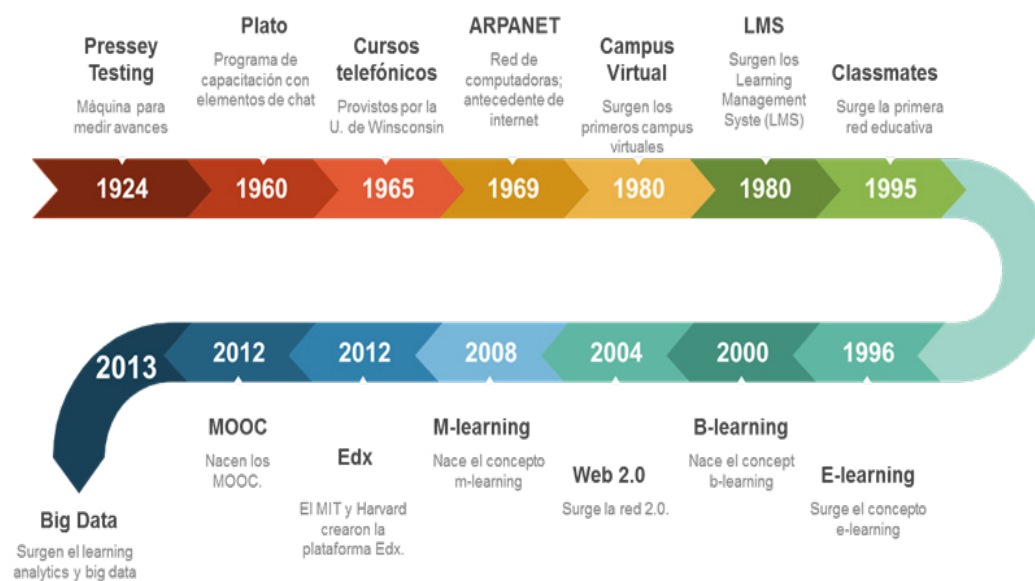 Pressey
Testing
Máquina para
medir avances
1924
Plato
Programa de
capacitación con
elementos de chat
1960
Cursos
telefónicos
Provistos por la
U. de Winsconsin
1965
ARPANET
Red de
computadoras;
antecedente de
internet
1969
Campus
Virtual
Surgen los
primeros campus
virtuales
1980
LMS
Surgen los
Learning
Management
Syste (LMS)
1980
Classmates
Surge la primera
red educativa
1995
1996
E-learning
Surge el concepto
e-learning
2000
B-learning
Nace el concept
b-learning
2004
Web 2.0
Surge la red 2.0.
2008
M-learning
Nace el concepto
m-learning
2012
Edx
El MIT y Harvard
crearon la
plataforma Edx.
2012
MOOC
Nacen los
MOOC.
2013
Big Data
Surgen el learning
analytics y big data